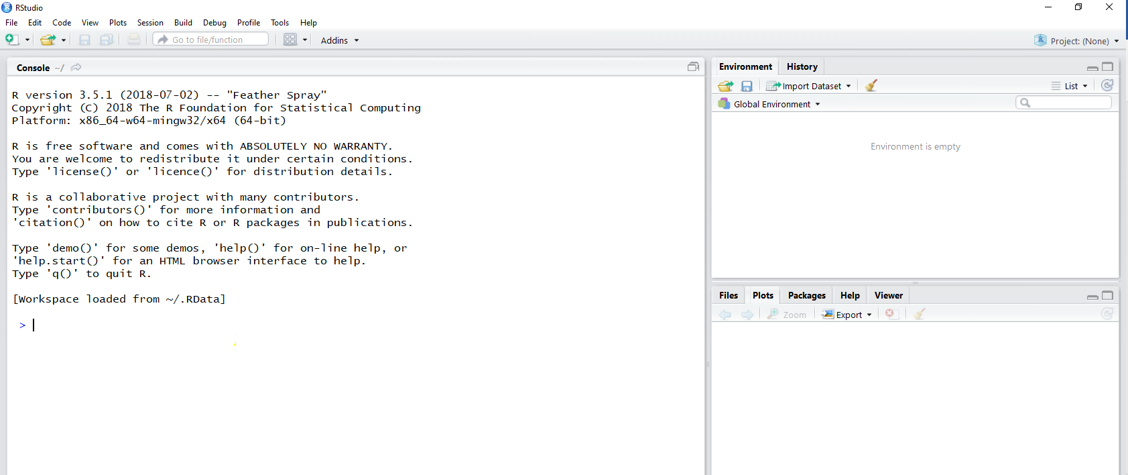 RStudio
File Edit Code View Plots Session Build Debug Profile Tools Help
Go to file/function Addins Project: (None)
Console ~/
R version 3.5.1 (2018-07-02) -- "Feather Spray"
Copyright (C) 2018 The R Foundation for Statistical Computing
Platform: x86_64-w64-mingw32/x64 (64-bit)
R is free software and comes with ABSOLUTELY NO WARRANTY.
You are welcome to redistribute it under certain conditions.
Type 'license()' or 'licence()' for distribution details.
R is a collaborative project with many contributors.
Type 'contributors()' for more information and
'citation()' on how to cite R or R packages in publications.
Type 'demo()' for some demos, 'help()' for on-line help, or
'help.start()' for an HTML browser interface to help.
Type 'q()' to quit R.
[Workspace loaded from ~/.RData]
>
Environment History
Import Dataset List
Global Environment
Environment is empty
Files Plots Packages Help Viewer
Zoom Export